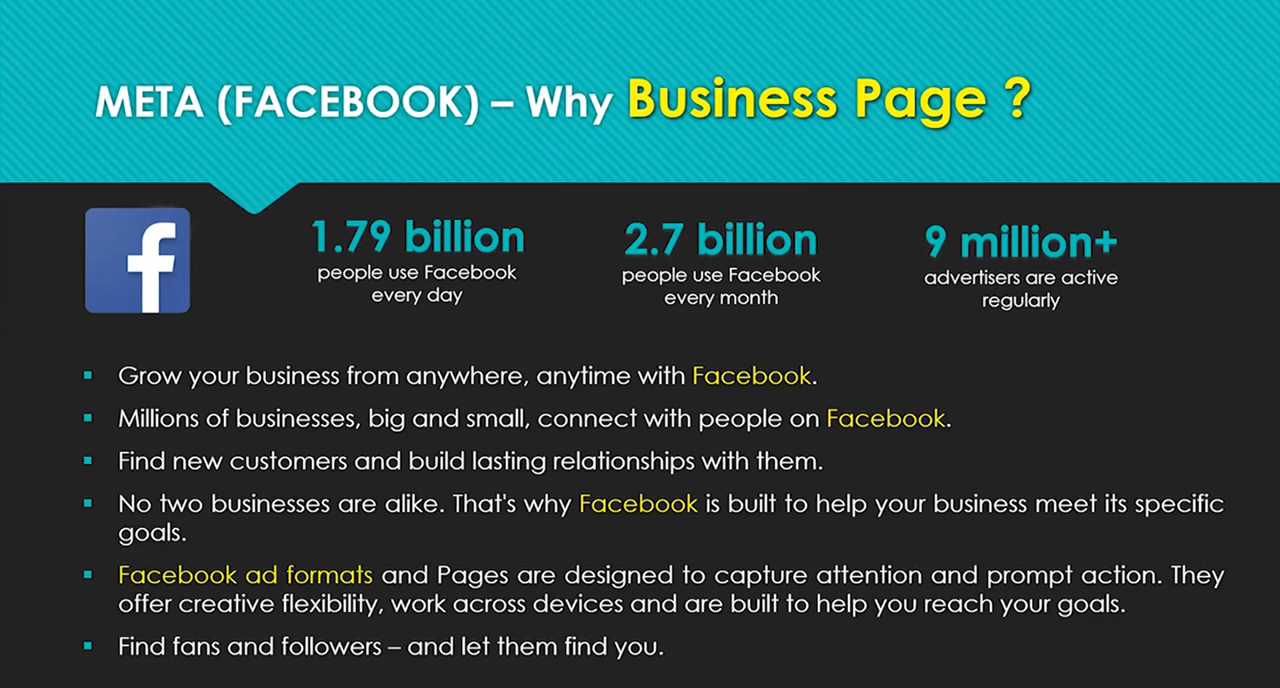 META (FACEBOOK) – Why Business Page ?
f
1.79 billion
people use Facebook
every day
2.7 billion
people use Facebook
every month
9 million+
advertisers are active
regularly
▪ Grow your business from anywhere, anytime with Facebook.
▪ Millions of businesses, big and small, connect with people on Facebook.
▪ Find new customers and build lasting relationships with them.
▪ No two businesses are alike. That's why Facebook is built to help your business meet its specific
goals.
▪ Facebook ad formats and Pages are designed to capture attention and prompt action. They
offer creative flexibility, work across devices and are built to help you reach your goals.
▪ Find fans and followers – and let them find you.